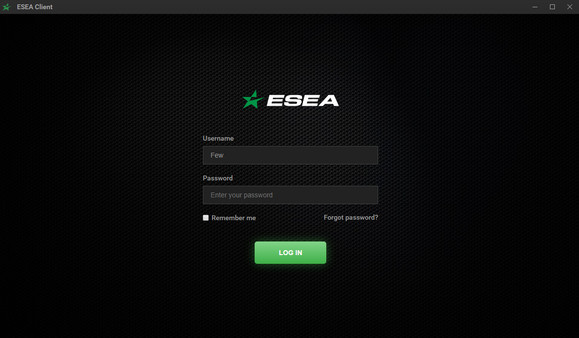 ESEA Client
ESEA
Username
Few
Password
Enter your password
Remember me
Forgot password?
LOG IN